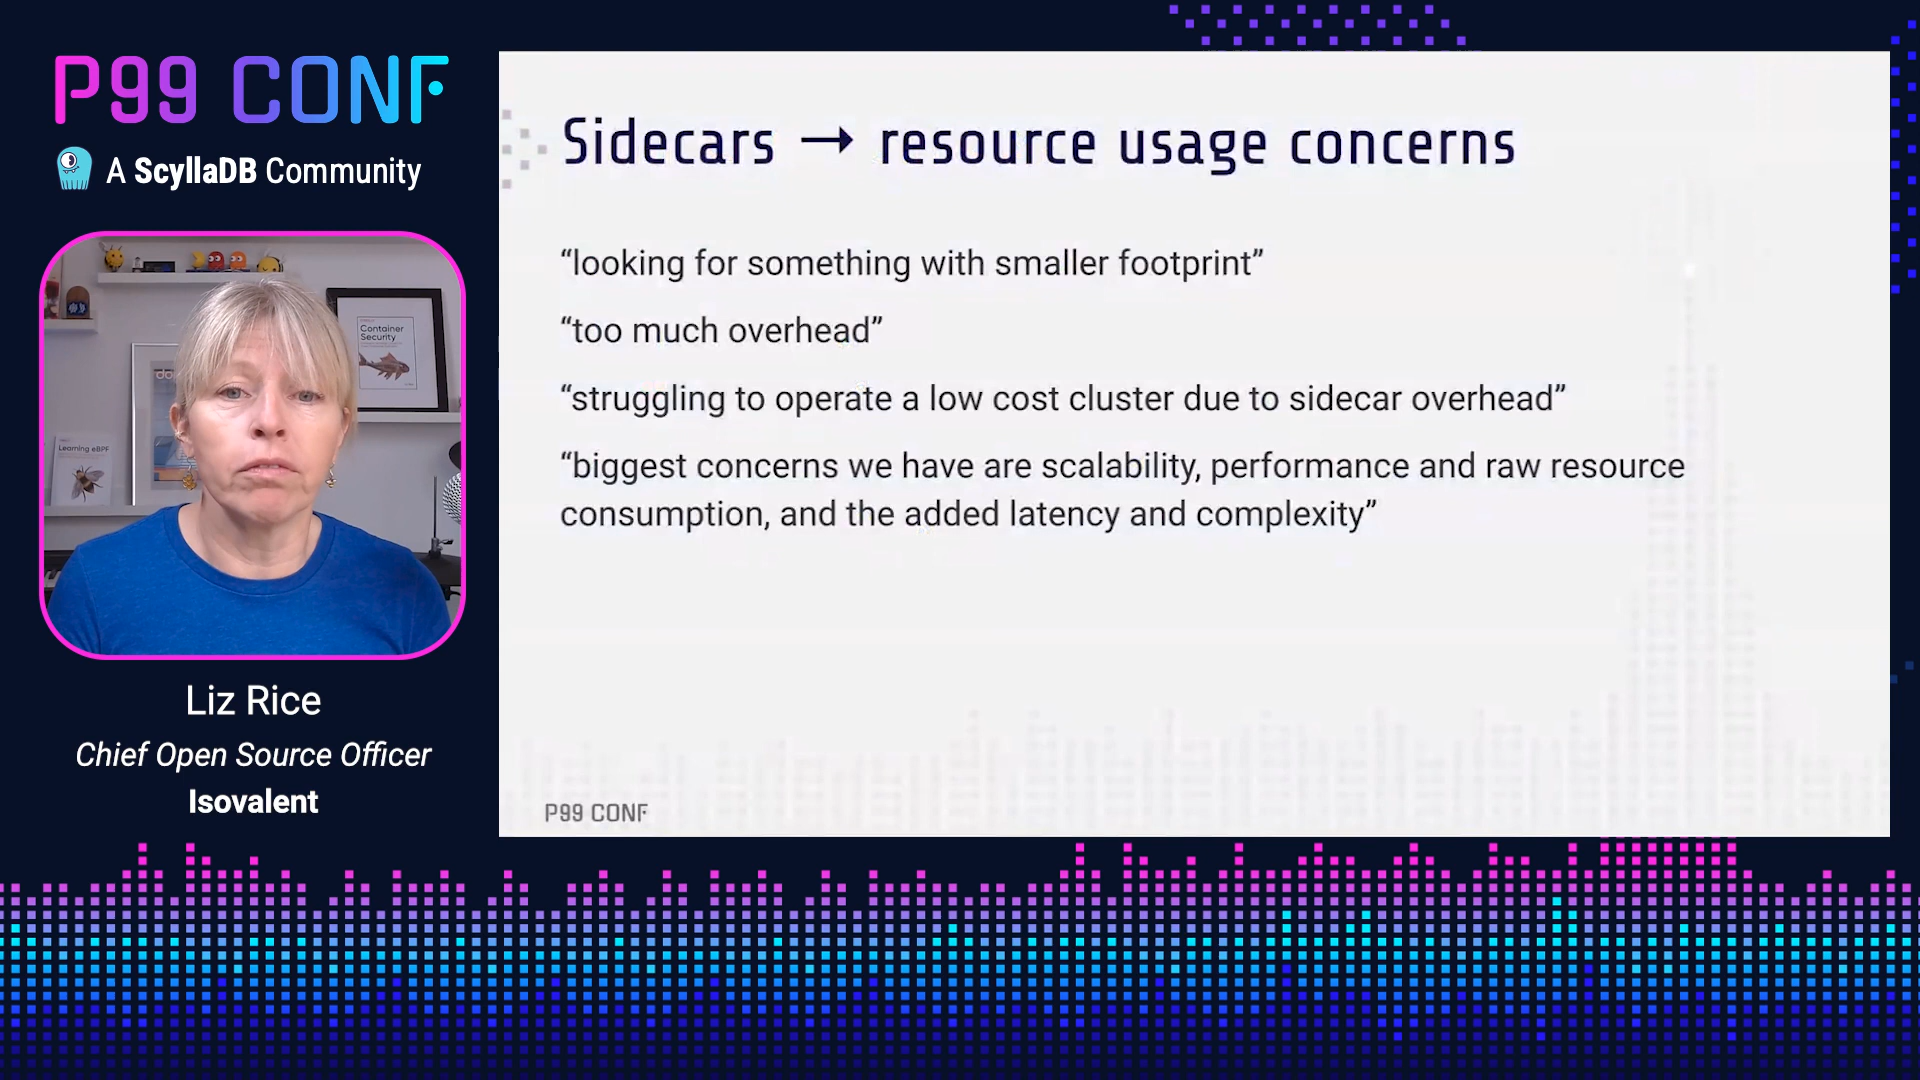 P99 CONF
A ScyllaDB Community
Container
Security
Learning eBPF
Liz Rice
Chief Open Source Officer
Isovalent
Sidecars → resource usage concerns
“looking for something with smaller footprint”
“too much overhead”
“struggling to operate a low cost cluster due to sidecar overhead”
“biggest concerns we have are scalability, performance and raw resource
consumption, and the added latency and complexity”
P99 CONF